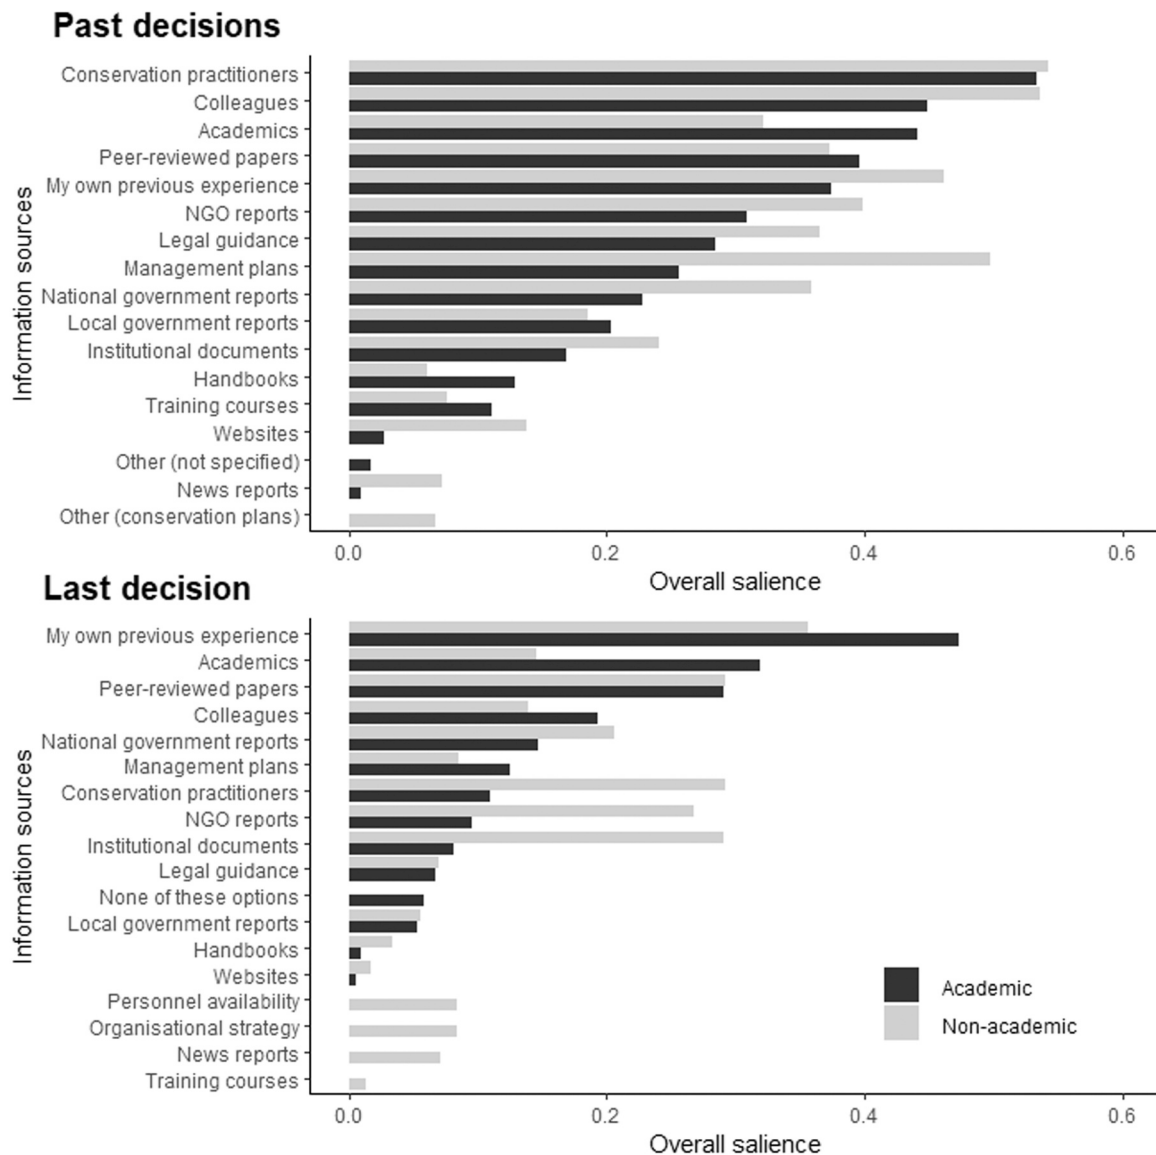 Past decisions
Information sources
Conservation practitioners
Colleagues
Academics
Peer-reviewed papers
My own previous experience
NGO reports
Legal guidance
Management plans
National government reports
Local government reports
Institutional documents
Handbooks
Training courses
Websites
Other (not specified)
News reports
Other (conservation plans)
0.0 0.2 0.4 0.6
Overall salience
Last decision
Information sources
My own previous experience
Academics
Peer-reviewed papers
Colleagues
National government reports
Management plans
Conservation practitioners
NGO reports
Institutional documents
Legal guidance
None of these options
Local government reports
Handbooks
Websites
Personnel availability
Organisational strategy
News reports
Training courses
Academic
Non-academic
0.0 0.2 0.4 0.6
Overall salience